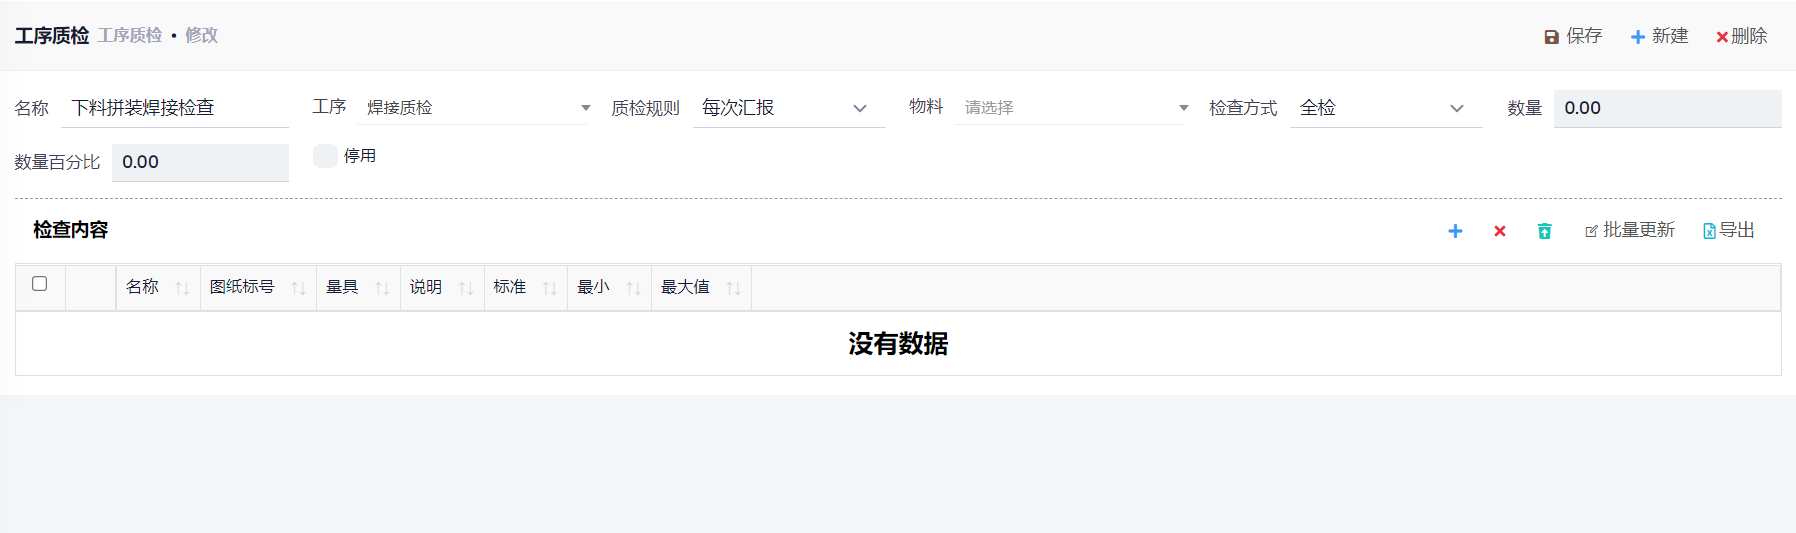 工序质检 工序质检 • 修改 保存 新建 删除
名称 下料拼装焊接检查 工序 焊接质检 质检规则 每次汇报 物料 请选择 检查方式 全检 数量 0.00
数量百分比 0.00 停用
检查内容 批量更新 导出
名称 图纸标号 量具 说明 标准 最小 最大值
没有数据